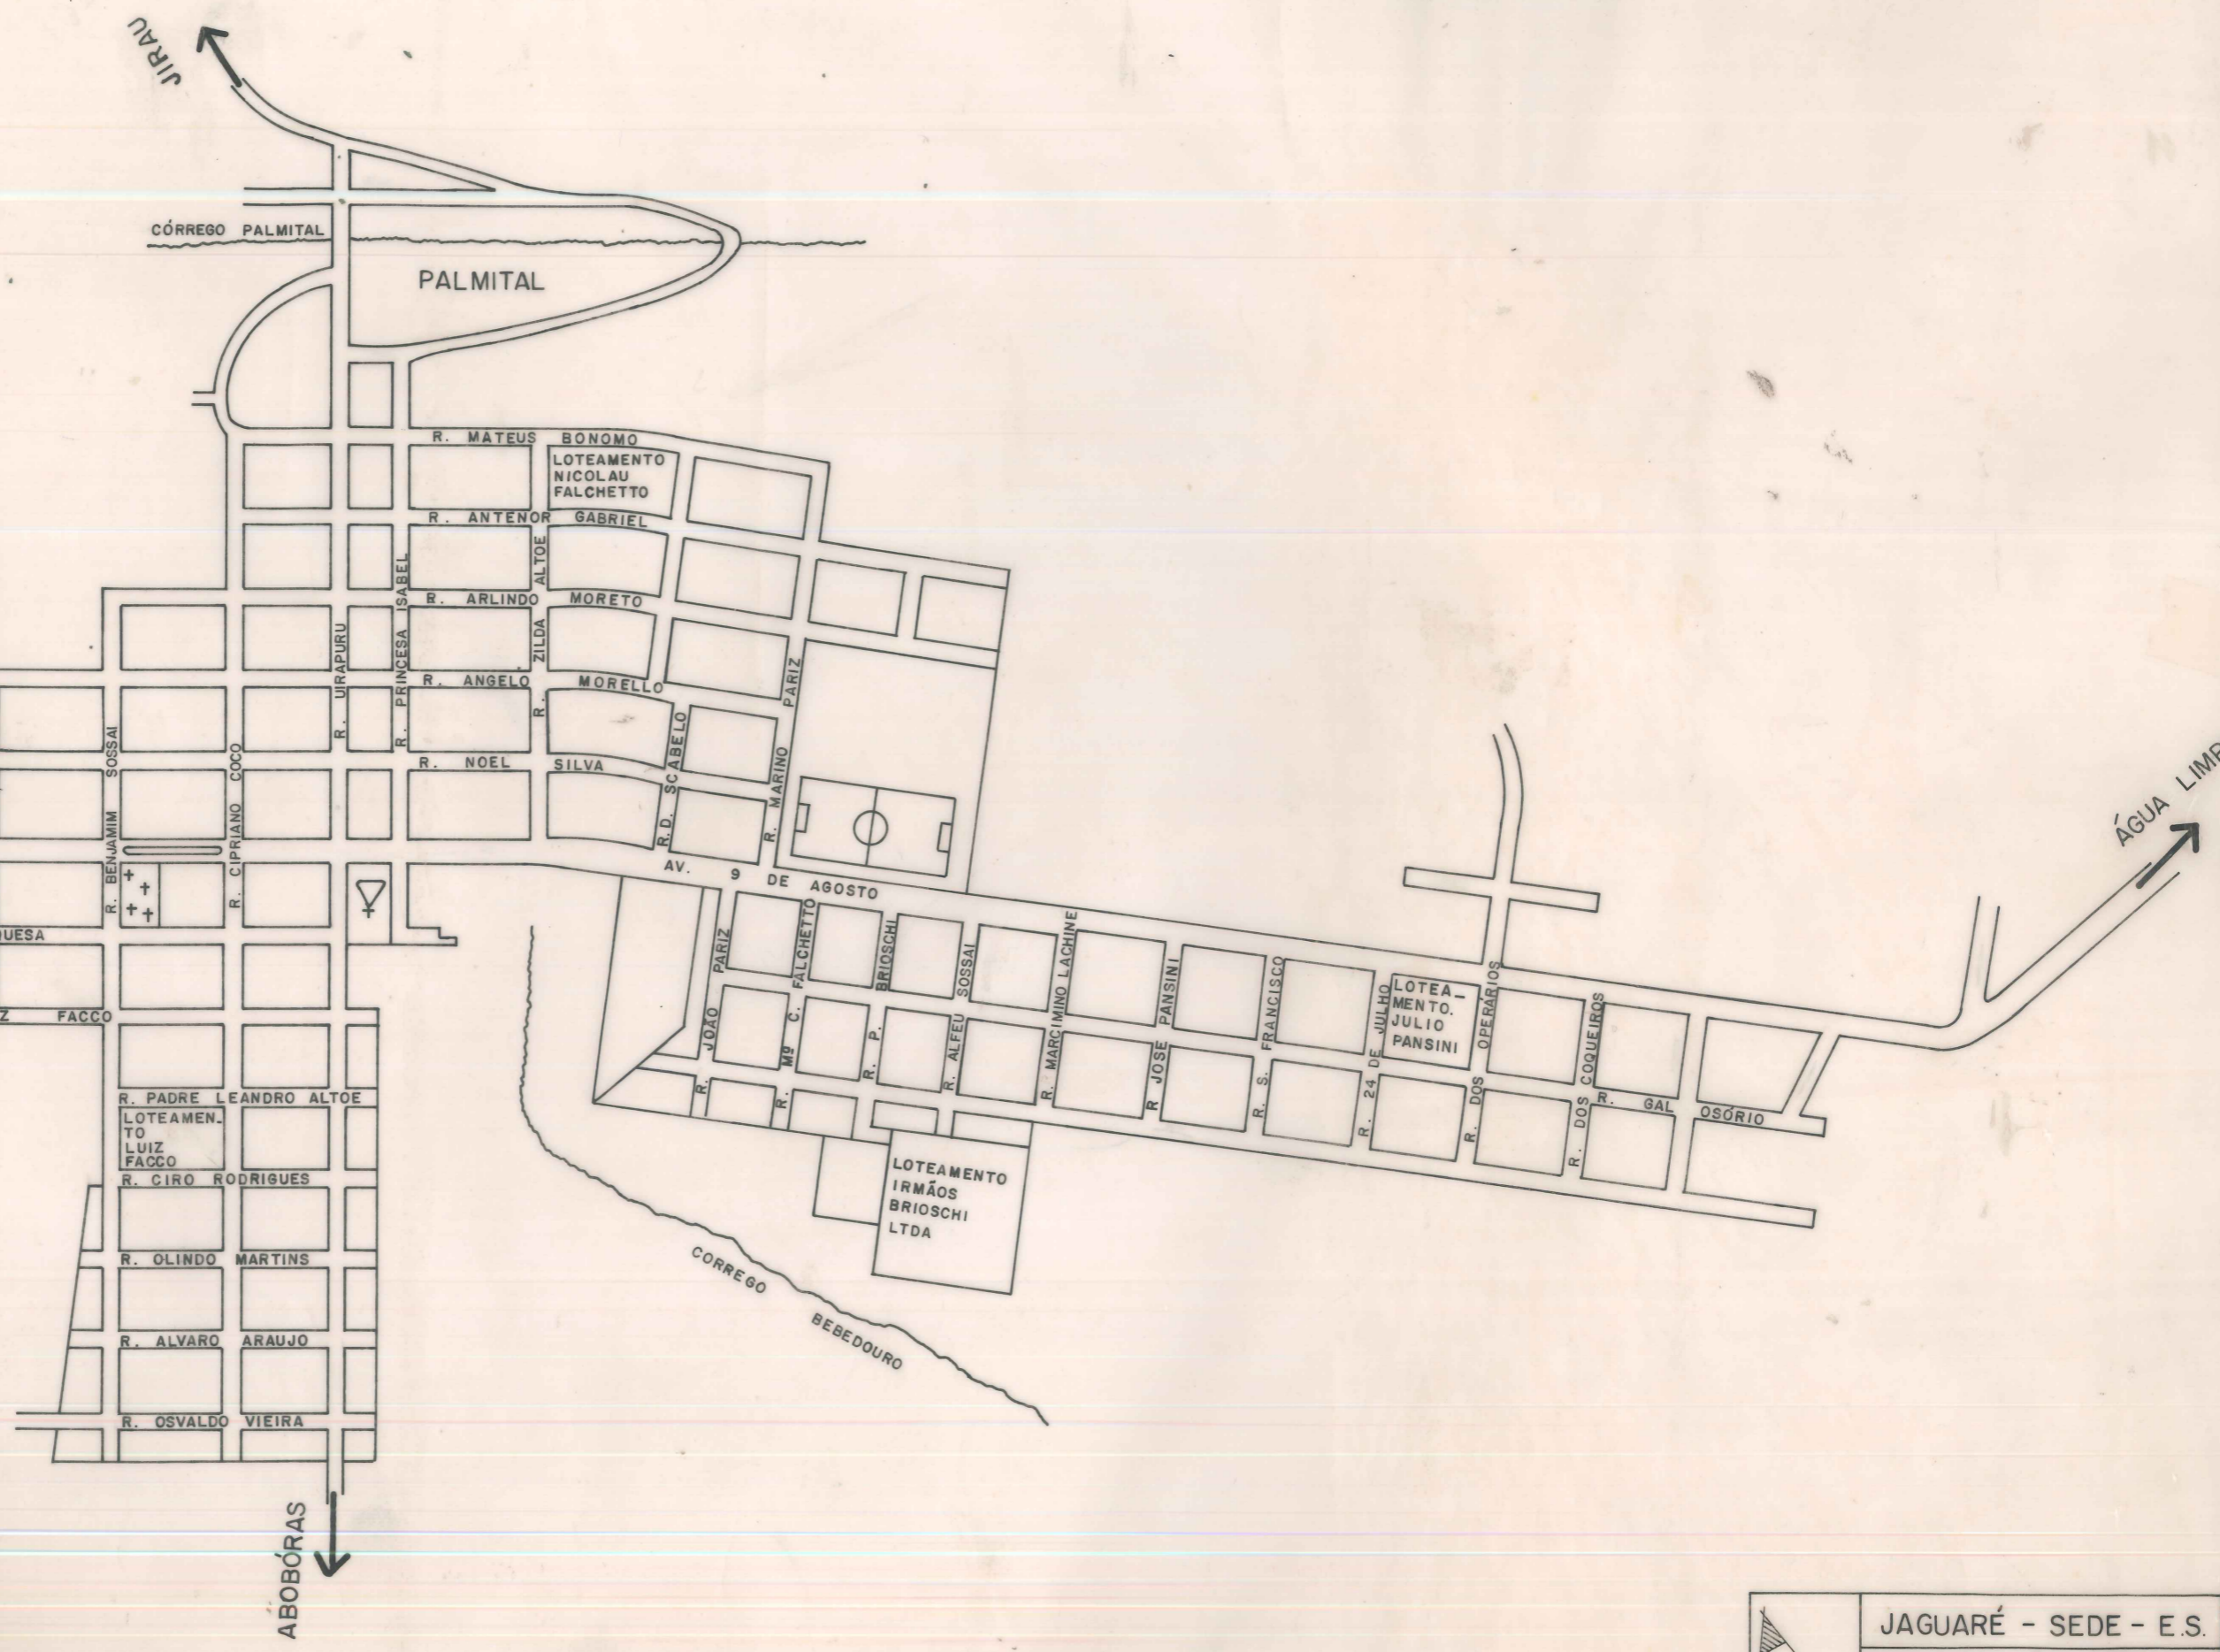 JIRAU
CÓRREGO PALMITAL
PALMITAL
R. MATEUS BONOMO
LOTEAMENTO
NICOLAU
FALCHETTO
R. ANTENOR GABRIEL
R. ZILDA ALTOE
R. ARLINDO MORETO
R. UIRAPURU
R. PRINCESA ISABEL
R. ANGELO MORELLO
R. MARINO PARIZ
R. D. SCABELO
R. NOEL SILVA
R. BENJAMIM SOSSAI
R. CIPRIANO COCO
AV. 9 DE AGOSTO
UESA
FACCO
R. JOÃO PARIZ
R. Mº C. FALCHETTO
R. P. BRIOSCHI
R. ALFEU SOSSAI
R. MARCIMINO LACHINE
R JOSE PANSINI
R. S. FRANCISCO
R. 24 DE JULHO
LOTEA-
MENTO.
JULIO
PANSINI
R. DOS OPERÁRIOS
R. DOS COQUEIROS
R. GAL OSÓRIO
ÁGUA LIMP
R. PADRE LEANDRO ALTOE
LOTEAMEN-
TO
LUIZ
FACCO
R. CIRO RODRIGUES
R. OLINDO MARTINS
R. ALVARO ARAUJO
R. OSVALDO VIEIRA
LOTEAMENTO
IRMÃOS
BRIOSCHI
LTDA
CORREGO BEBEDOURO
ABOBÓRAS
JAGUARÉ - SEDE - E.S.